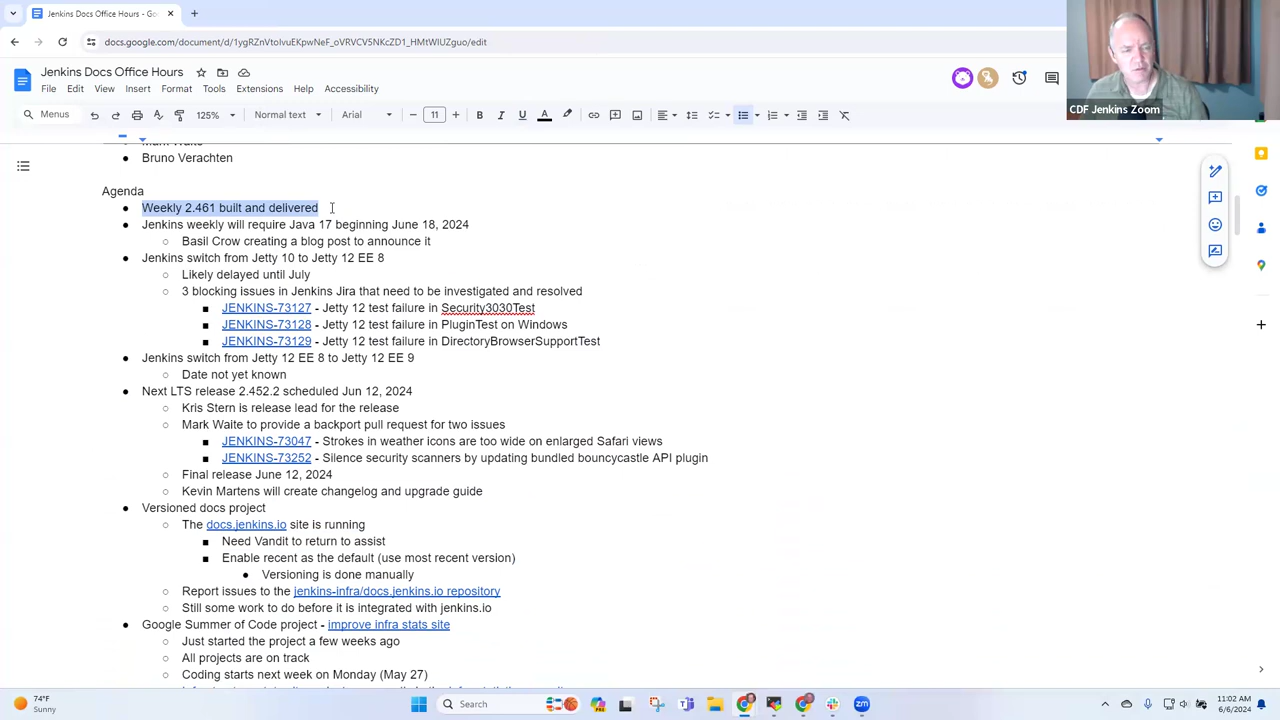 Jenkins Docs Office Hours - Go
docs.google.com/document/d/1ygRZnVtolvuEKpwNeF_oVRVCV5NKcZD1_HMtWlUZguo/edit
Jenkins Docs Office Hours
File Edit View Insert Format Tools Extensions Help Accessibility
CDF Jenkins Zoom
Menus 125% Normal text Arial 11 B I U A
Bruno Verachten
Agenda
● Weekly 2.461 built and delivered
● Jenkins weekly will require Java 17 beginning June 18, 2024
○ Basil Crow creating a blog post to announce it
● Jenkins switch from Jetty 10 to Jetty 12 EE 8
○ Likely delayed until July
○ 3 blocking issues in Jenkins Jira that need to be investigated and resolved
■ JENKINS-73127 - Jetty 12 test failure in Security3030Test
■ JENKINS-73128 - Jetty 12 test failure in PluginTest on Windows
■ JENKINS-73129 - Jetty 12 test failure in DirectoryBrowserSupportTest
● Jenkins switch from Jetty 12 EE 8 to Jetty 12 EE 9
○ Date not yet known
● Next LTS release 2.452.2 scheduled Jun 12, 2024
○ Kris Stern is release lead for the release
○ Mark Waite to provide a backport pull request for two issues
■ JENKINS-73047 - Strokes in weather icons are too wide on enlarged Safari views
■ JENKINS-73252 - Silence security scanners by updating bundled bouncycastle API plugin
○ Final release June 12, 2024
○ Kevin Martens will create changelog and upgrade guide
● Versioned docs project
○ The docs.jenkins.io site is running
■ Need Vandit to return to assist
■ Enable recent as the default (use most recent version)
● Versioning is done manually
○ Report issues to the jenkins-infra/docs.jenkins.io repository
○ Still some work to do before it is integrated with jenkins.io
● Google Summer of Code project - improve infra stats site
○ Just started the project a few weeks ago
○ All projects are on track
○ Coding starts next week on Monday (May 27)
74°F
Sunny
Search
11:02 AM
6/6/2024